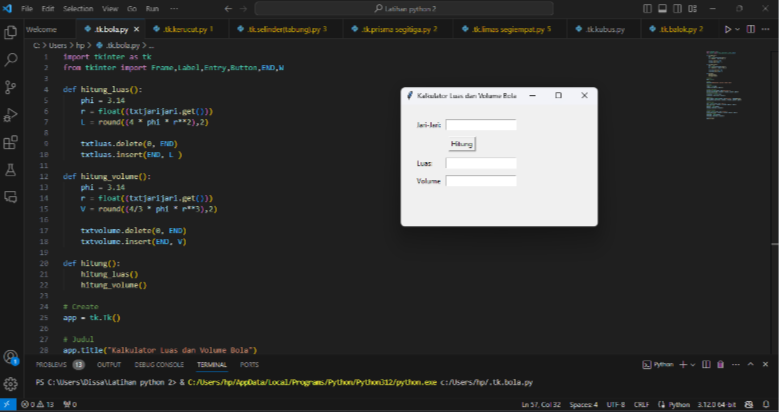 File Edit Selection View Go Run ... Latihan python 2
Welcome .tk.bola.py .tk.kerucut.py 1 .tk.selinder(tabung).py 3 .tk.prisma segitiga.py 2 .tk.limas segiempat.py 5 .tk.kubus.py .tk.balok.py 2
C: > Users > hp > .tk.bola.py > ...
1 import tkinter as tk
2 from tkinter import Frame,Label,Entry,Button,END,W
3
4 def hitung_luas():
5 phi = 3.14
6 r = float((txtjarijari.get()))
7 L = round((4 * phi * r**2),2)
8
9 txtluas.delete(0, END)
10 txtluas.insert(END, L )
11
12 def hitung_volume():
13 phi = 3.14
14 r = float((txtjarijari.get()))
15 V = round((4/3 * phi * r**3),2)
16
17 txtvolume.delete(0, END)
18 txtvolume.insert(END, V)
19
20 def hitung():
21 hitung_luas()
22 hitung_volume()
23
24 # Create
25 app = tk.Tk()
26
27 # Judul
28 app.title("Kalkulator Luas dan Volume Bola")
Kalkulator Luas dan Volume Bola
Jari-Jari:
Hitung
Luas:
Volume
PROBLEMS 13 OUTPUT DEBUG CONSOLE TERMINAL PORTS Python
PS C:\Users\Dissa\Latihan python 2> & C:/Users/hp/AppData/Local/Programs/Python/Python312/python.exe c:/Users/hp/.tk.bola.py
0 13 0 Ln 57, Col 32 Spaces: 4 UTF-8 CRLF Python 3.12.0 64-bit